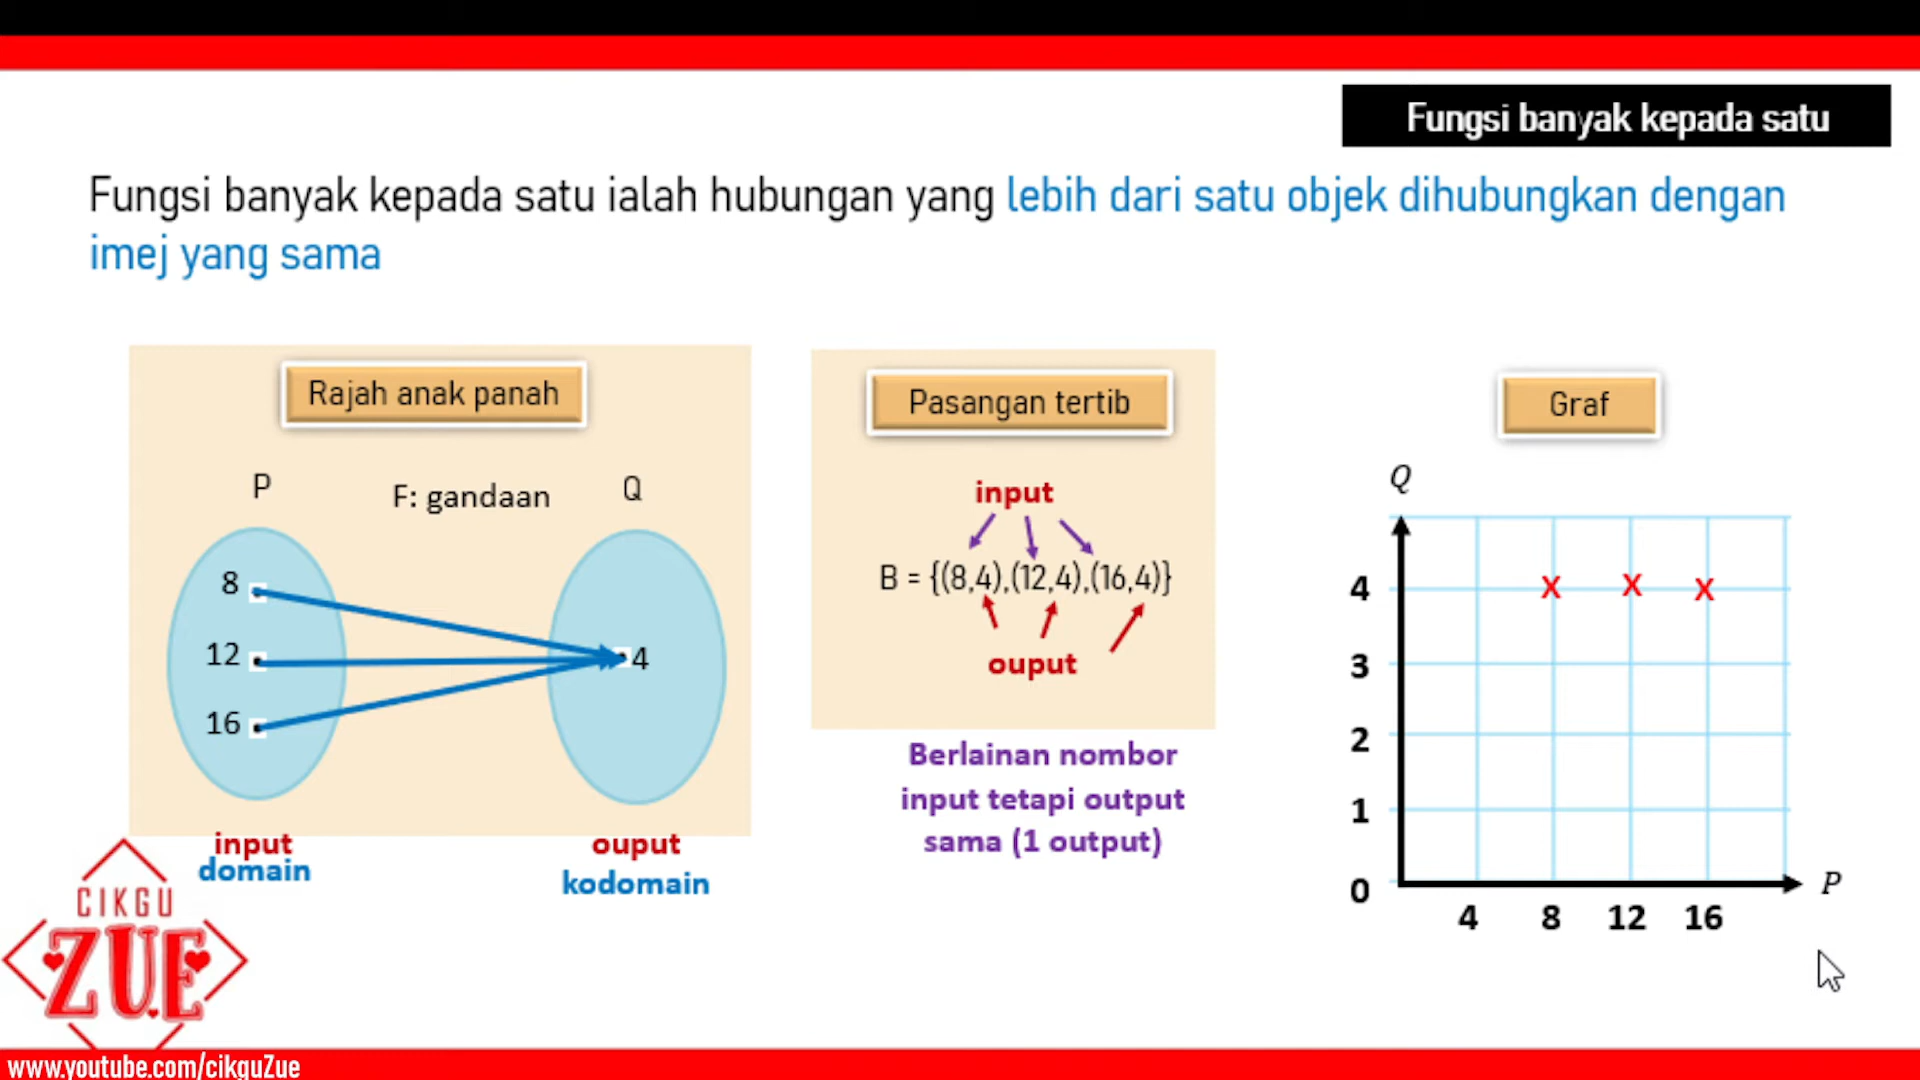 Fungsi banyak kepada satu
Fungsi banyak kepada satu ialah hubungan yang lebih dari satu objek dihubungkan dengan
imej yang sama
Rajah anak panah
P
F: gandaan
Q
8
12
16
4
input
domain
ouput
kodomain
Pasangan tertib
input
B = {(8,4),(12,4),(16,4)}
ouput
Berlainan nombor
input tetapi output
sama (1 output)
Graf
Q
4
3
2
1
0
P
4 8 12 16
x x x
CIKGU
ZUE
www.youtube.com/cikguZue